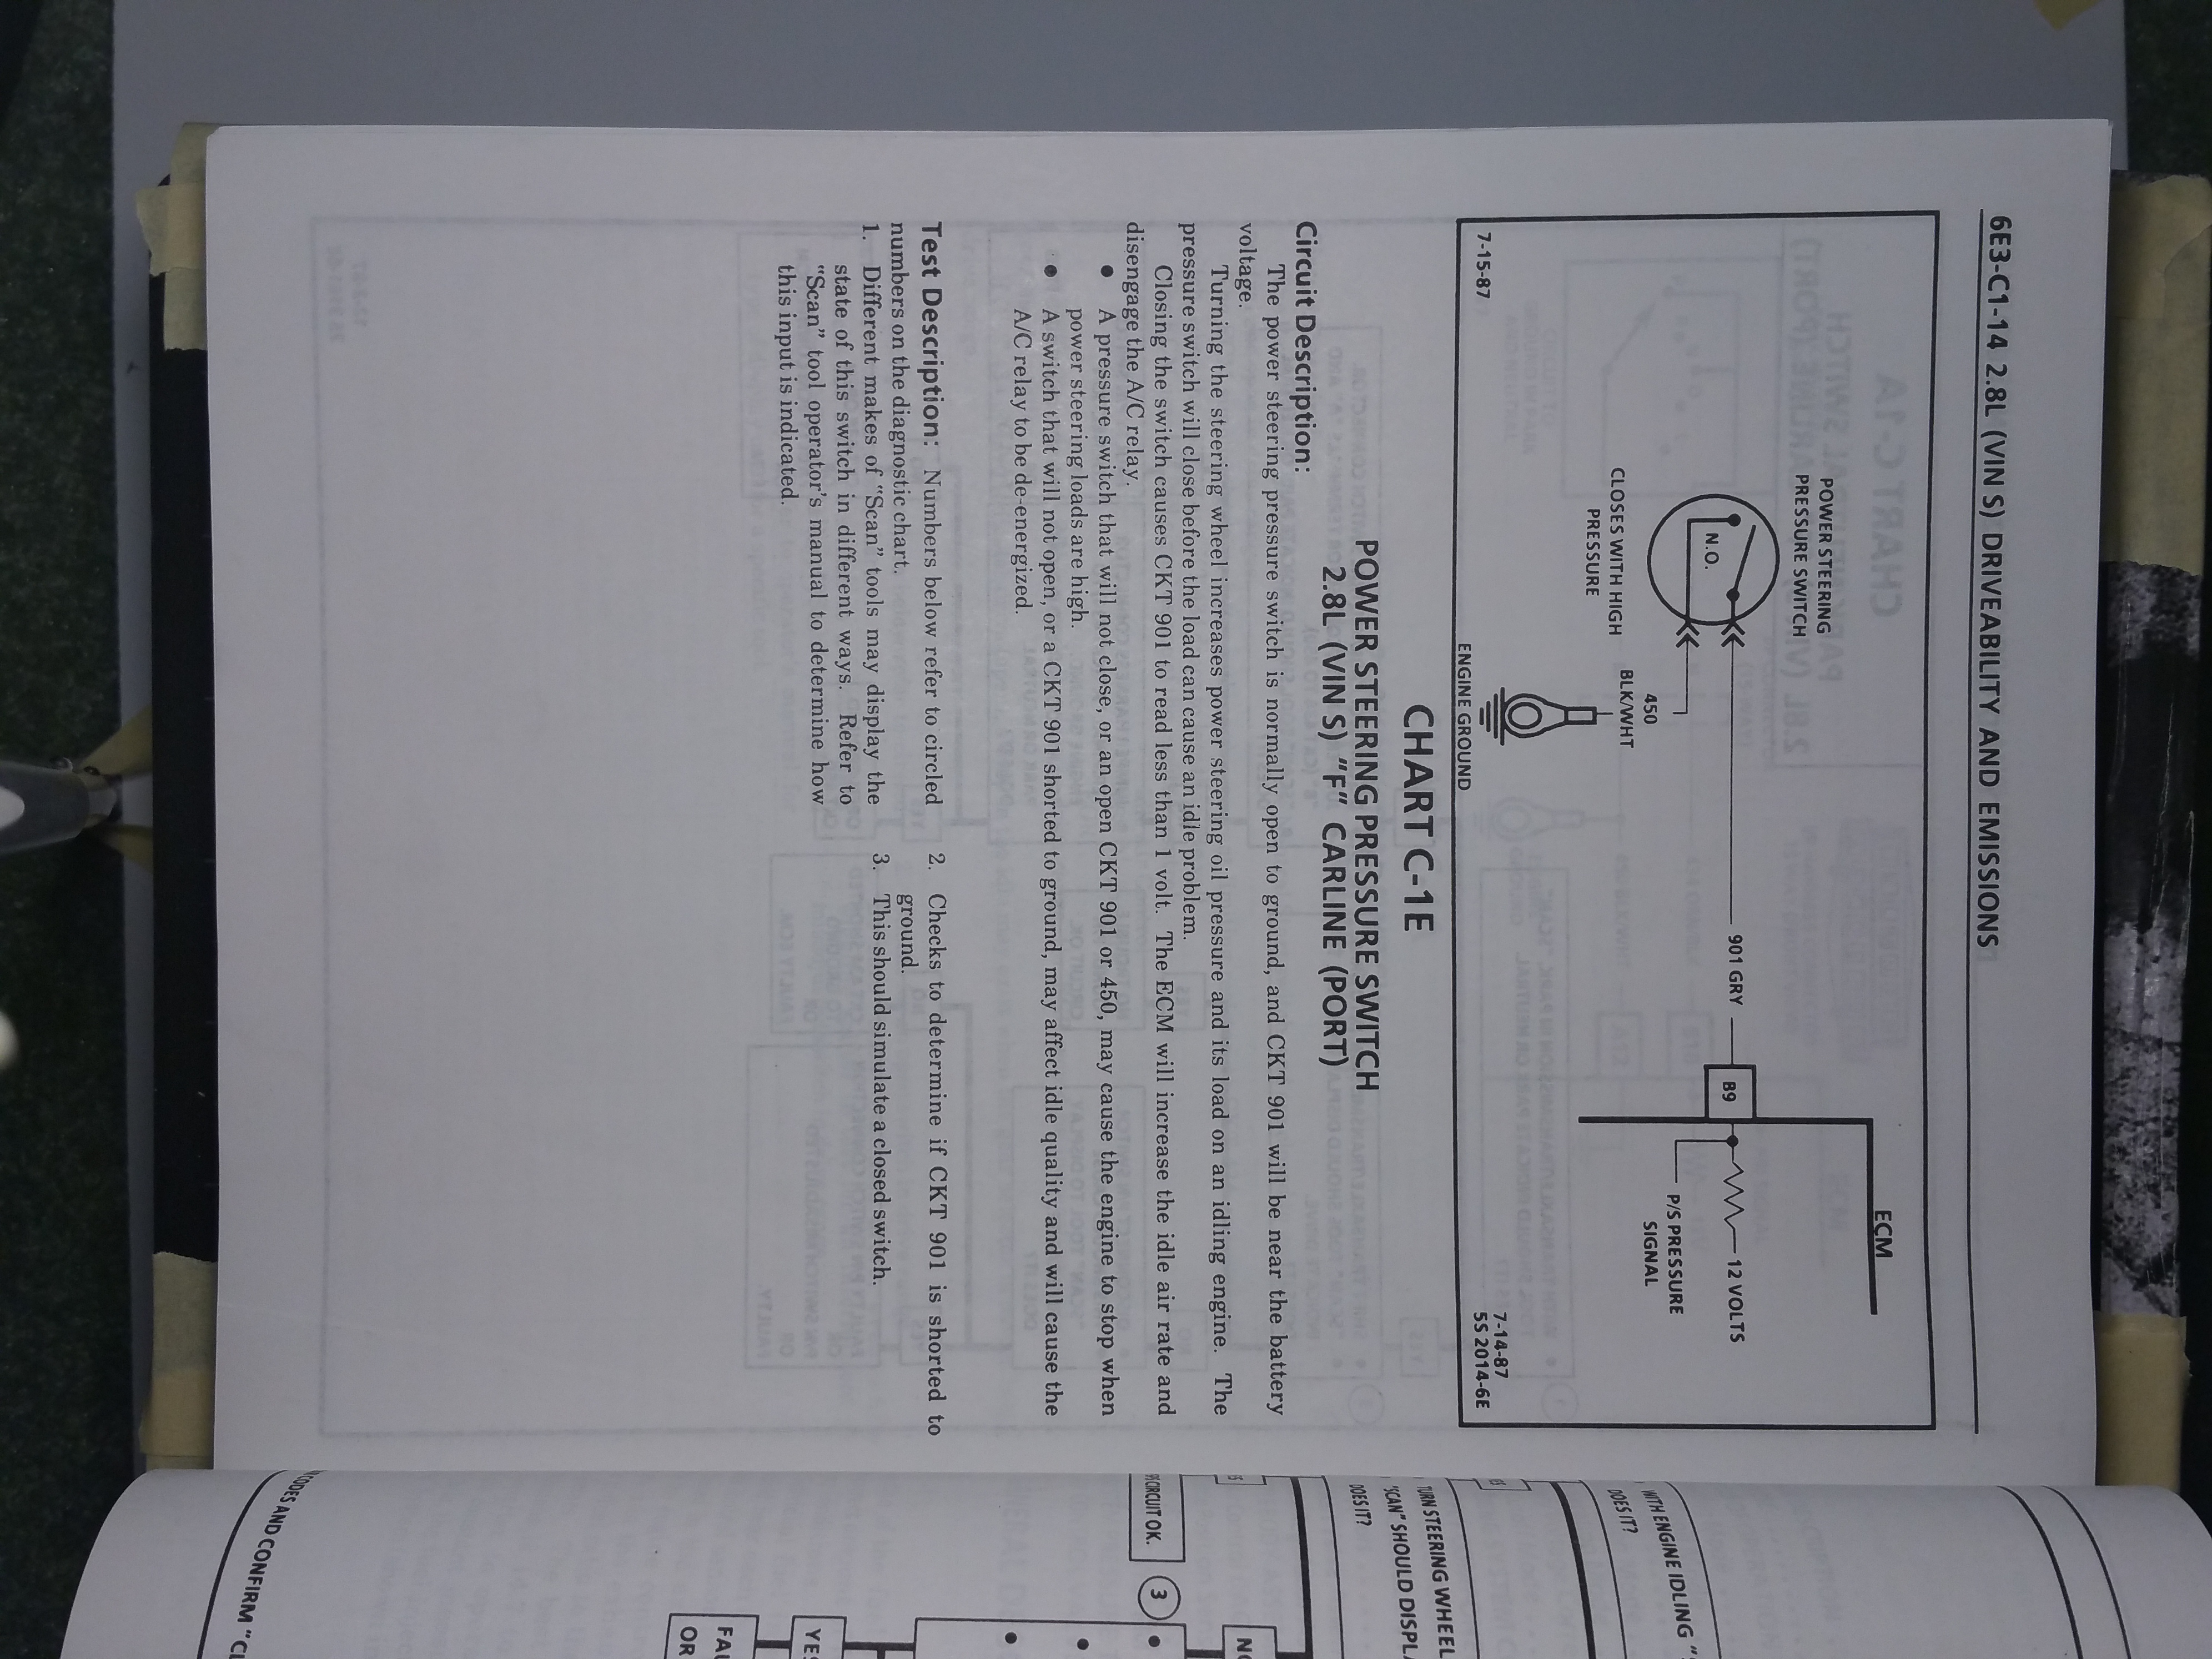 6E3-C1-14 2.8L (VIN S) DRIVEABILITY AND EMISSIONS
ECM
POWER STEERING
PRESSURE SWITCH
N.O.
901 GRY
B9
12 VOLTS
P/S PRESSURE
SIGNAL
CLOSES WITH HIGH
PRESSURE
450
BLK/WHT
ENGINE GROUND
7-15-87
7-14-87
5S 2014-6E
CHART C-1E
POWER STEERING PRESSURE SWITCH
2.8L (VIN S) "F" CARLINE (PORT)
Circuit Description:
The power steering pressure switch is normally open to ground, and CKT 901 will be near the battery
voltage.
Turning the steering wheel increases power steering oil pressure and its load on an idling engine. The
pressure switch will close before the load can cause an idle problem.
Closing the switch causes CKT 901 to read less than 1 volt. The ECM will increase the idle air rate and
disengage the A/C relay.
● A pressure switch that will not close, or an open CKT 901 or 450, may cause the engine to stop when
power steering loads are high.
● A switch that will not open, or a CKT 901 shorted to ground, may affect idle quality and will cause the
A/C relay to be de-energized.
Test Description: Numbers below refer to circled
numbers on the diagnostic chart.
1. Different makes of "Scan" tools may display the
state of this switch in different ways. Refer to
"Scan" tool operator's manual to determine how
this input is indicated.
2. Checks to determine if CKT 901 is shorted to
ground.
3. This should simulate a closed switch.
WITH ENGINE IDLING
DOES IT?
TURN STEERING WHEEL
"SCAN" SHOULD
DOES IT?
CIRCUIT OK.
3
YES
OR
CODES AND CONFIRM